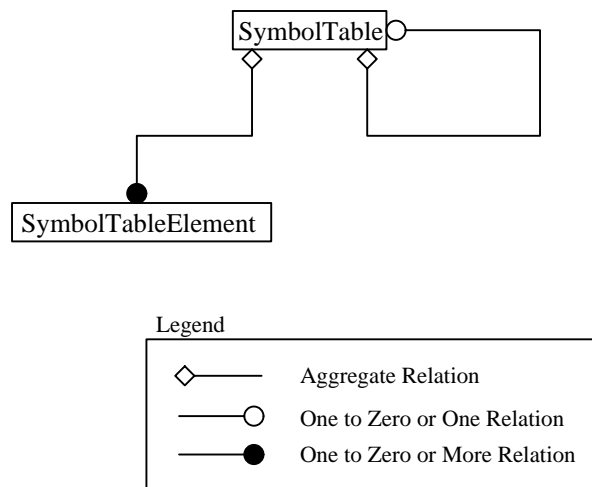 SymbolTable
SymbolTableElement
Legend
Aggregate Relation
One to Zero or One Relation
One to Zero or More Relation